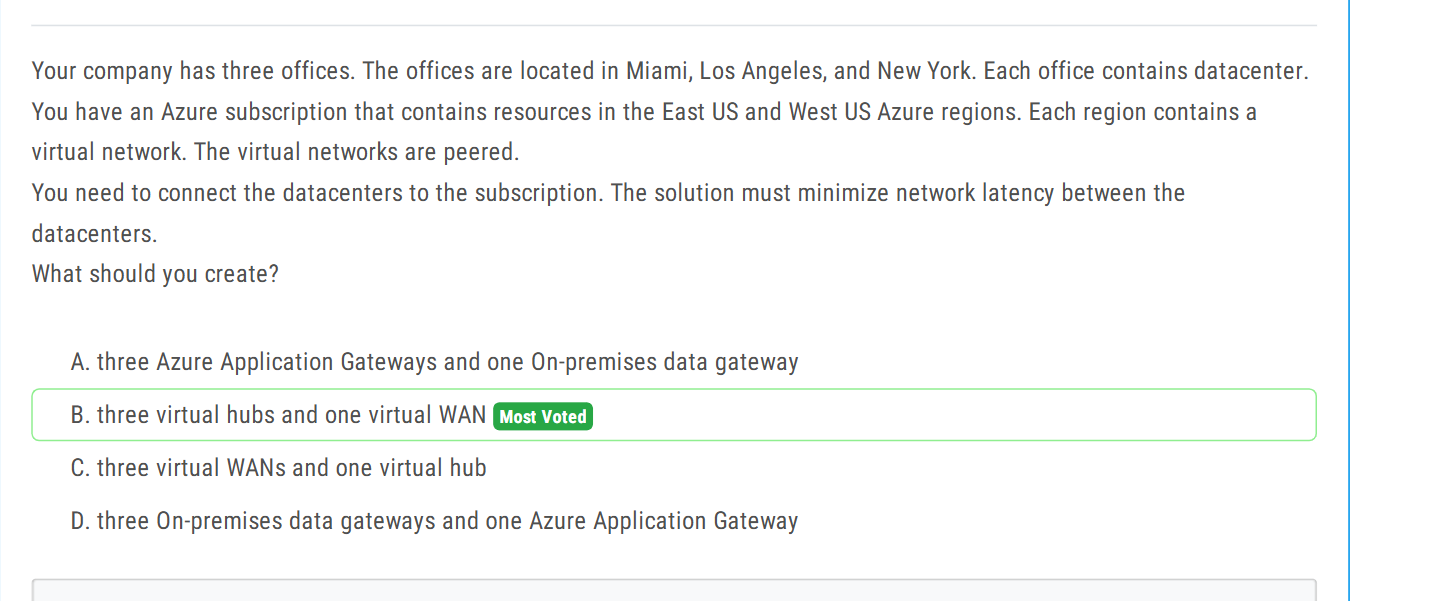 Your company has three offices. The offices are located in Miami, Los Angeles, and New York. Each office contains datacenter.
You have an Azure subscription that contains resources in the East US and West US Azure regions. Each region contains a
virtual network. The virtual networks are peered.
You need to connect the datacenters to the subscription. The solution must minimize network latency between the
datacenters.
What should you create?
A. three Azure Application Gateways and one On-premises data gateway
B. three virtual hubs and one virtual WAN Most Voted
C. three virtual WANs and one virtual hub
D. three On-premises data gateways and one Azure Application Gateway